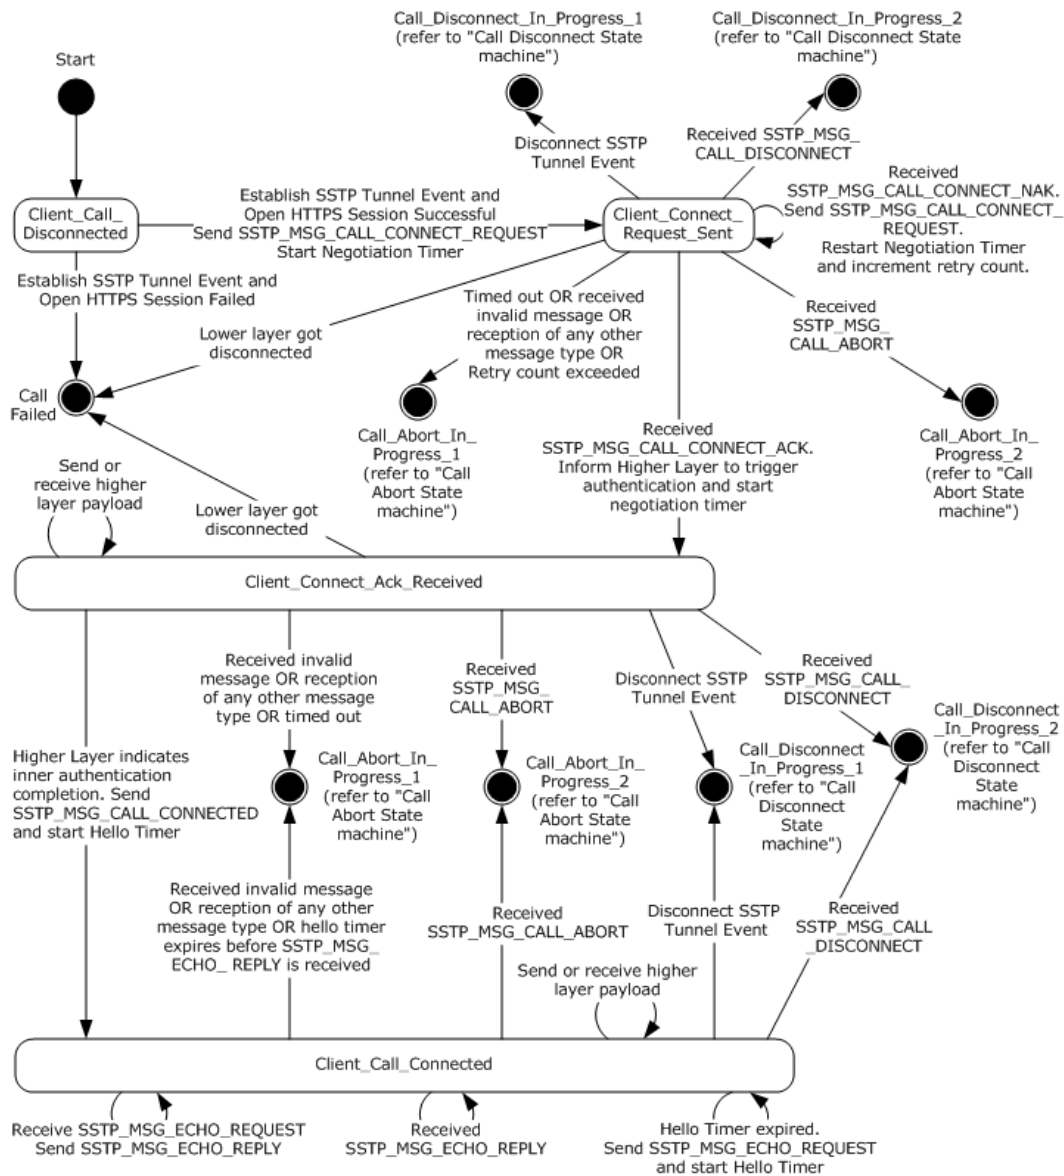 Call_Disconnect_In_Progress_1
(refer to "Call Disconnect State
machine")
Call_Disconnect_In_Progress_2
(refer to "Call Disconnect State
machine")
Start
Disconnect SSTP
Tunnel Event
Received SSTP_MSG_
CALL_DISCONNECT
Client_Call_
Disconnected
Establish SSTP Tunnel Event and
Open HTTPS Session Successful
Send SSTP_MSG_CALL_CONNECT_REQUEST
Start Negotiation Timer
Client_Connect_
Request_Sent
Received
SSTP_MSG_CALL_CONNECT_NAK.
Send SSTP_MSG_CALL_CONNECT_
REQUEST.
Restart Negotiation Timer
and increment retry count.
Establish SSTP Tunnel Event and
Open HTTPS Session Failed
Lower layer got
disconnected
Timed out OR received
invalid message OR
reception of any other
message type OR
Retry count exceeded
Received
SSTP_MSG_
CALL_ABORT
Call
Failed
Call_Abort_In_
Progress_1
(refer to "Call
Abort State
machine")
Received
SSTP_MSG_CALL_CONNECT_ACK.
Inform Higher Layer to trigger
authentication and start
negotiation timer
Call_Abort_In_
Progress_2
(refer to "Call
Abort State
machine")
Send or
receive higher
layer payload
Lower layer got
disconnected
Client_Connect_Ack_Received
Received invalid
message OR reception
of any other message
type OR timed out
Received
SSTP_MSG_
CALL_ABORT
Disconnect SSTP
Tunnel Event
Received
SSTP_MSG_CALL_
DISCONNECT
Higher Layer indicates
inner authentication
completion. Send
SSTP_MSG_CALL_CONNECTED
and start Hello Timer
Call_Abort_In_
Progress_1
(refer to "Call
Abort State
machine")
Call_Abort_In_
Progress_2
(refer to "Call
Abort State
machine")
Call_Disconnect
_In_Progress_1
(refer to "Call
Disconnect
State
machine")
Call_Disconnect
_In_Progress_2
(refer to "Call
Disconnect
State
machine")
Received invalid message
OR reception of any other
message type OR hello timer
expires before SSTP_MSG_
ECHO_ REPLY is received
Received
SSTP_MSG_CALL_ABORT
Disconnect SSTP
Tunnel Event
Received
SSTP_MSG_CALL
_DISCONNECT
Send or receive higher
layer payload
Client_Call_Connected
Receive SSTP_MSG_ECHO_REQUEST
Send SSTP_MSG_ECHO_REPLY
Received
SSTP_MSG_ECHO_REPLY
Hello Timer expired.
Send SSTP_MSG_ECHO_REQUEST
and start Hello Timer